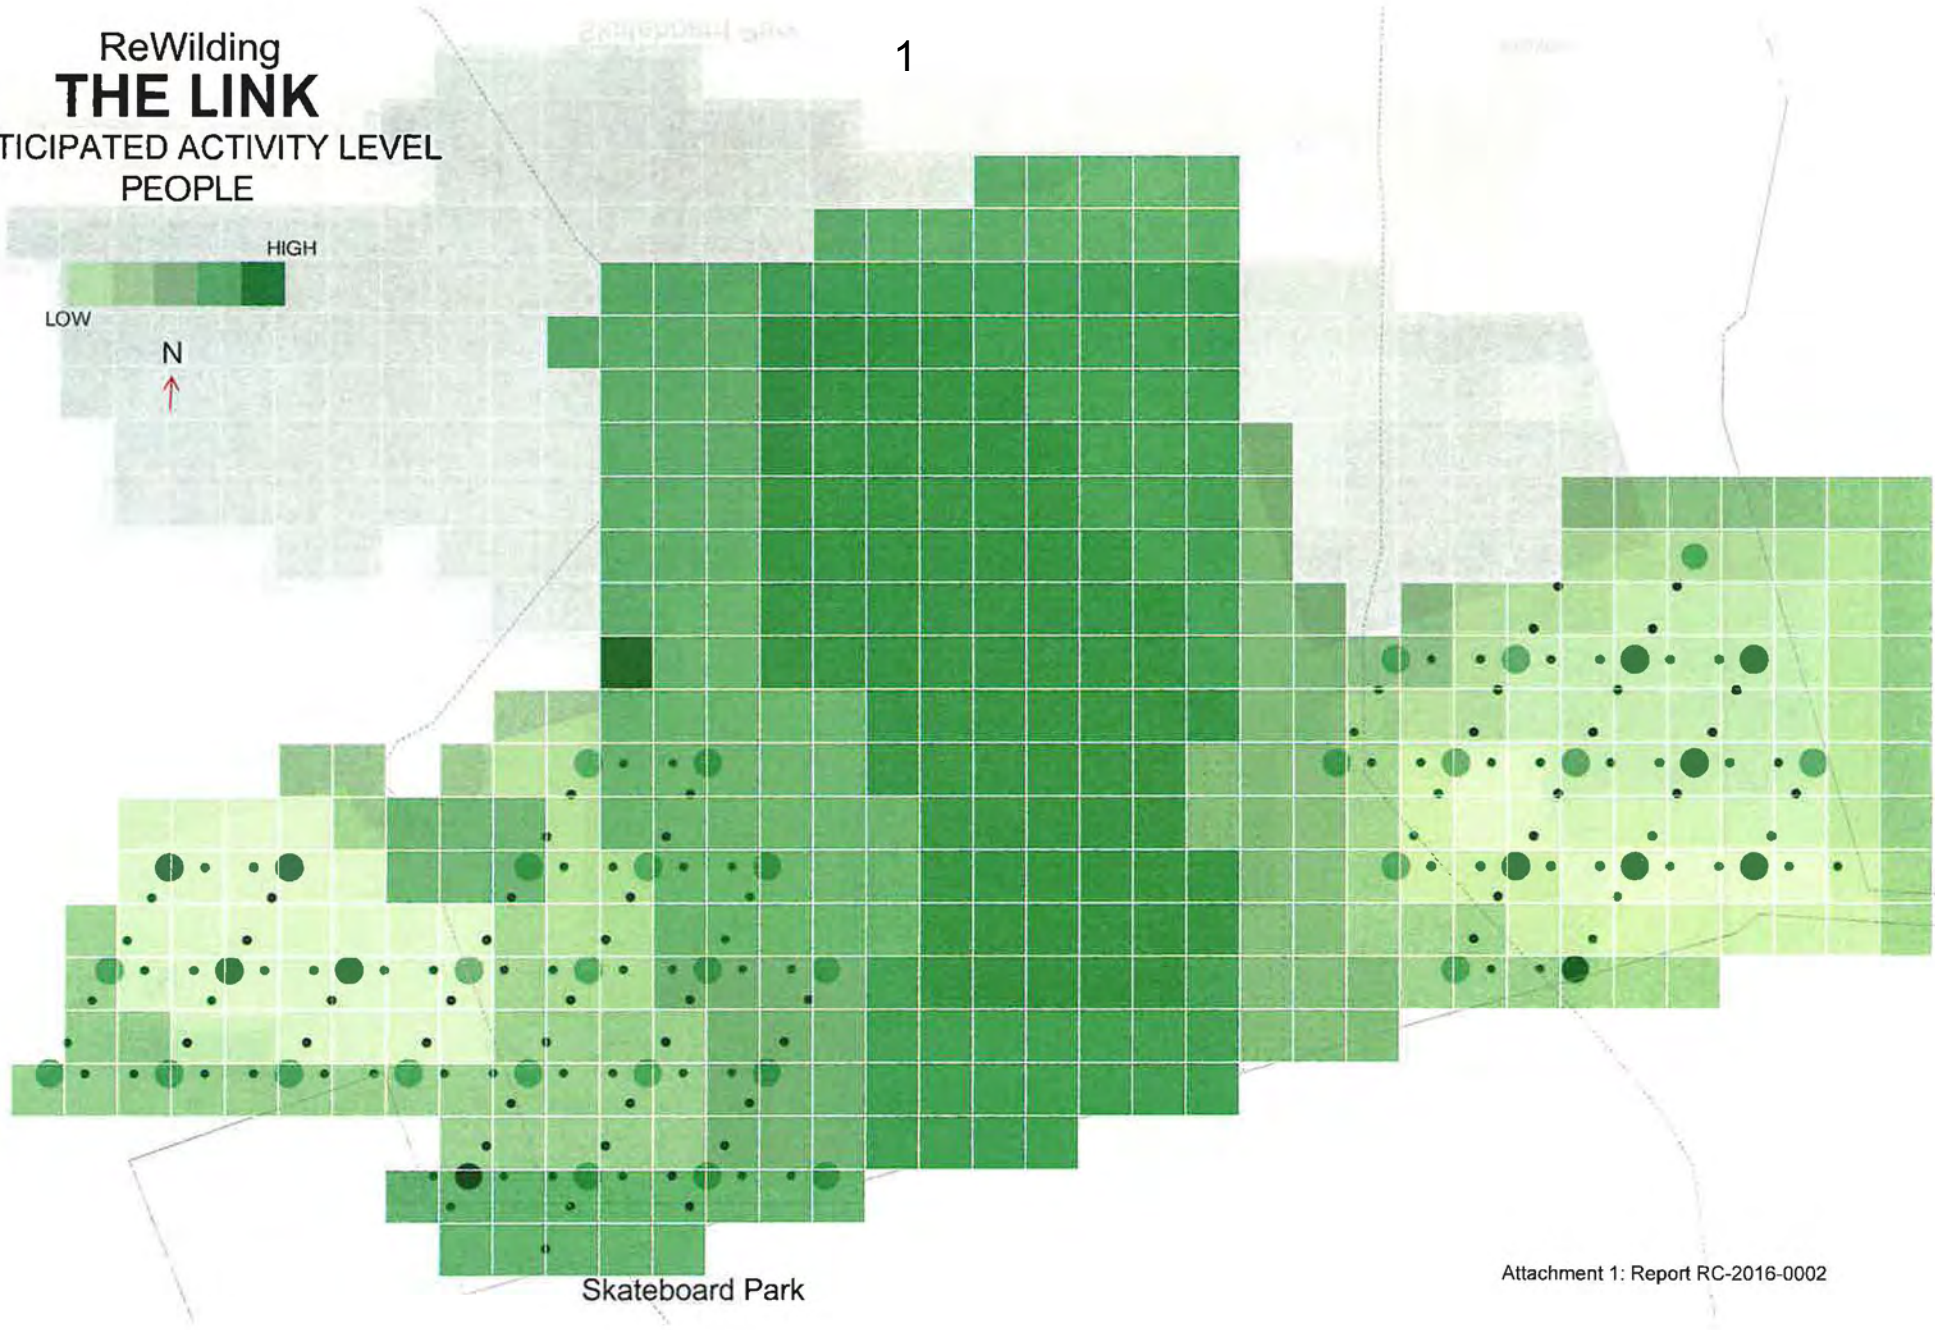 ReWilding
THE LINK
TICIPATED ACTIVITY LEVEL
PEOPLE
1
HIGH
LOW
N
Skateboard Park
Attachment 1: Report RC-2016-0002